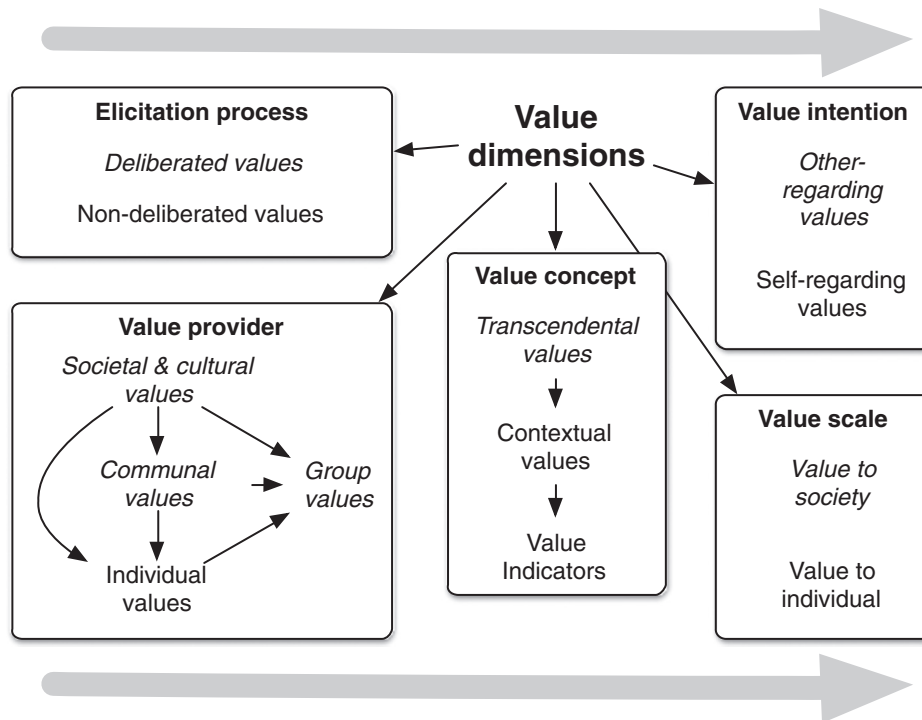 Elicitation process
Deliberated values
Non-deliberated values
Value
dimensions
Value intention
Other-
regarding
values
Self-regarding
values
Value provider
Societal & cultural
values
Communal
values
Group
values
Individual
values
Value concept
Transcendental
values
Contextual
values
Value
Indicators
Value scale
Value to
society
Value to
individual